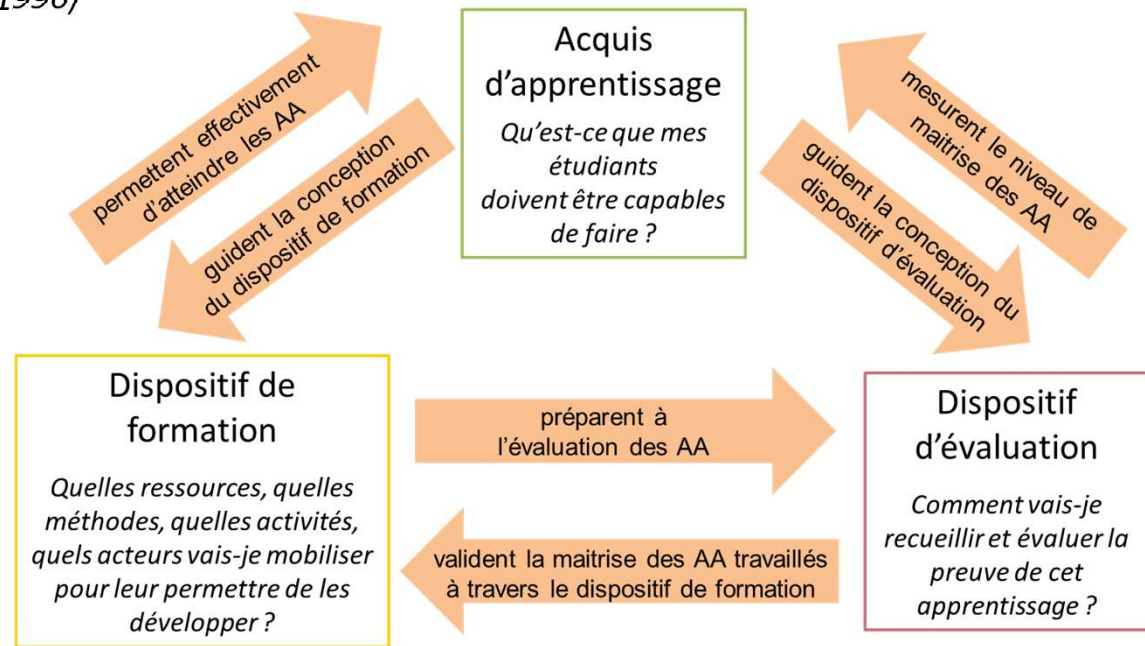 1996)
Acquis
d'apprentissage
Qu'est-ce que mes
étudiants
doivent être capables
de faire ?
permettent effectivement
d'atteindre les AA
guident la conception
du dispositif de formation
mesurent le niveau de
maitrise des AA
guident la conception du
dispositif d'évaluation
Dispositif de
formation
Quelles ressources, quelles
méthodes, quelles activités,
quels acteurs vais-je mobiliser
pour leur permettre de les
développer ?
préparent à
l'évaluation des AA
valident la maitrise des AA travaillés
à travers le dispositif de formation
Dispositif
d'évaluation
Comment vais-je
recueillir et évaluer la
preuve de cet
apprentissage ?